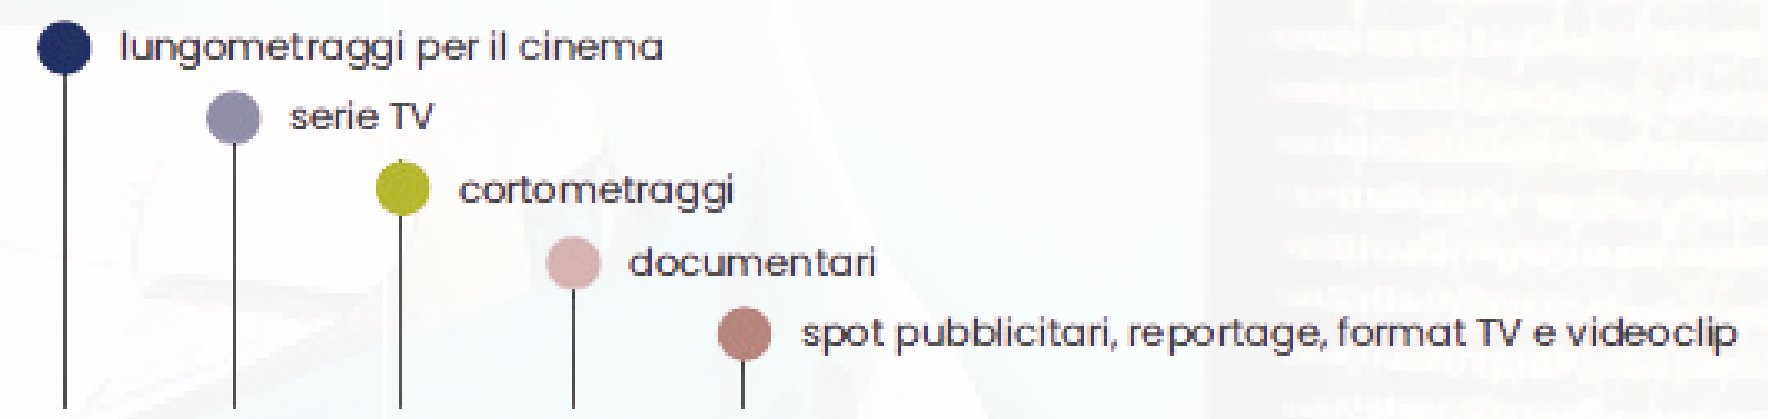 lungometraggi per il cinema
serie TV
cortometraggi
documentari
spot pubblicitari, reportage, format TV e videoclip